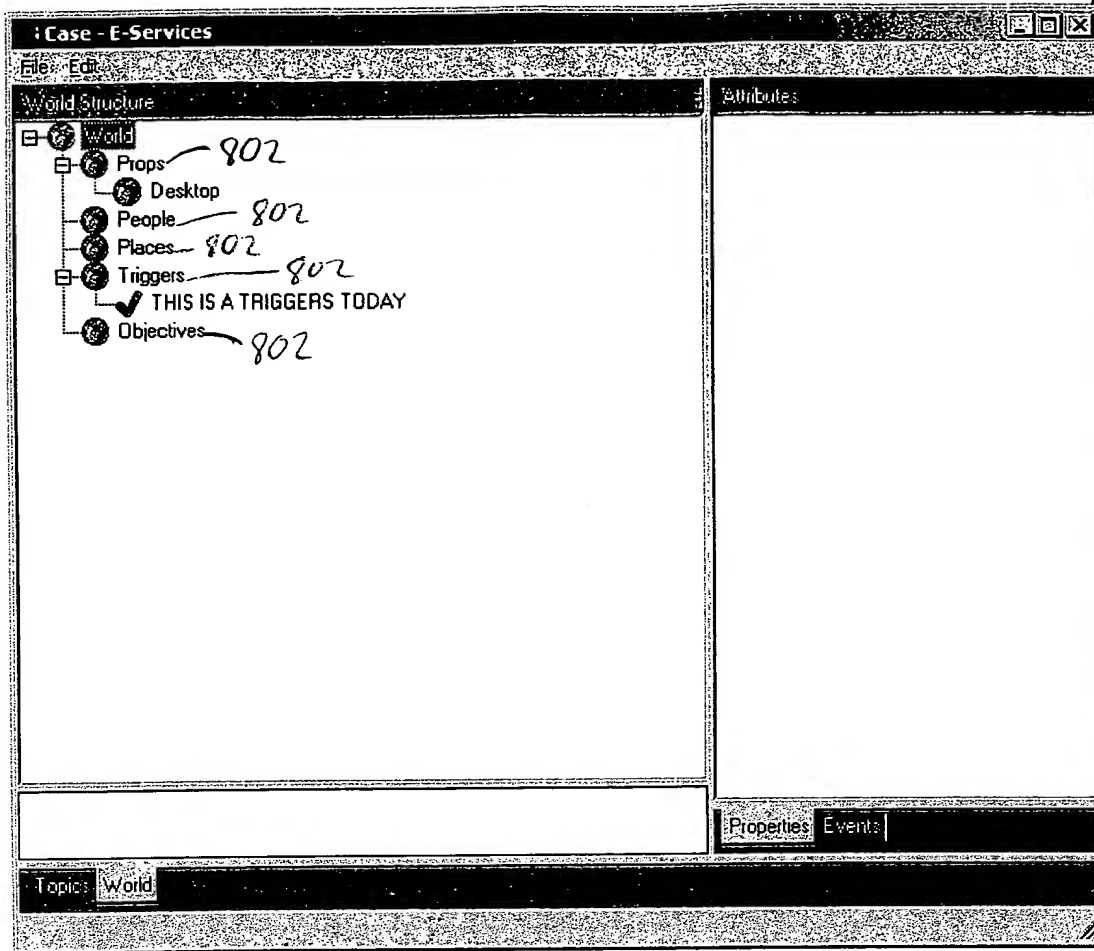 iCase - E-Services
File Edit
World Structure
Attributes
World
Props 802
Desktop
People 802
Places 802
Triggers 802
THIS IS A TRIGGERS TODAY
Objectives 802
Properties Events
Topics World